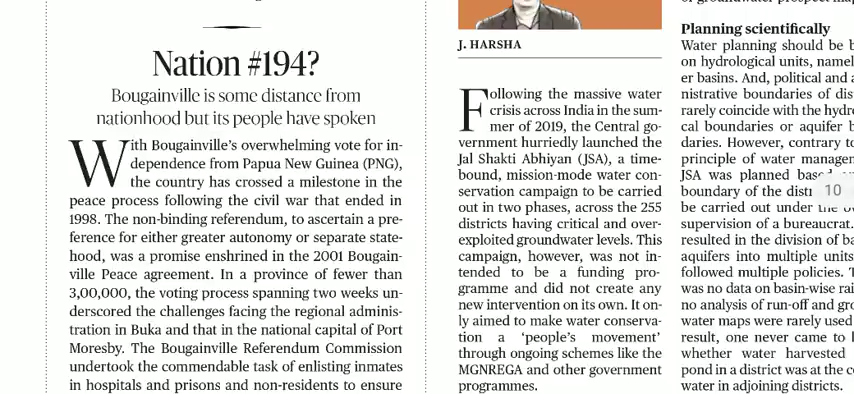 Nation #194?
Bougainville is some distance from
nationhood but its people have spoken
With Bougainville's overwhelming vote for in-
dependence from Papua New Guinea (PNG),
the country has crossed a milestone in the
peace process following the civil war that ended in
1998. The non-binding referendum, to ascertain a pre-
ference for either greater autonomy or separate state-
hood, was a promise enshrined in the 2001 Bougain-
ville Peace agreement. In a province of fewer than
3,00,000, the voting process spanning two weeks un-
derscored the challenges facing the regional adminis-
tration in Buka and that in the national capital of Port
Moresby. The Bougainville Referendum Commission
undertook the commendable task of enlisting inmates
in hospitals and prisons and non-residents to ensure
J. HARSHA
Following the massive water
crisis across India in the sum-
mer of 2019, the Central go-
vernment hurriedly launched the
Jal Shakti Abhiyan (JSA), a time-
bound, mission-mode water con-
servation campaign to be carried
out in two phases, across the 255
districts having critical and over-
exploited groundwater levels. This
campaign, however, was not in-
tended to be a funding pro-
gramme and did not create any
new intervention on its own. It on-
ly aimed to make water conserva-
tion a 'people's movement'
through ongoing schemes like the
MGNREGA and other government
programmes.
Planning scientifically
Water planning should be
on hydrological units, namel
er basins. And, political and
nistrative boundaries of dis
rarely coincide with the hydr
cal boundaries or aquifer
daries. However, contrary to
principle of water managem
JSA was planned based
boundary of the distr
10
be carried out under the
supervision of a bureaucrat.
resulted in the division of ba
aquifers into multiple units
followed multiple policies.
was no data on basin-wise rai
no analysis of run-off and gro
water maps were rarely used
result, one never came to
whether water harvested
pond in a district was at the co
water in adjoining districts.